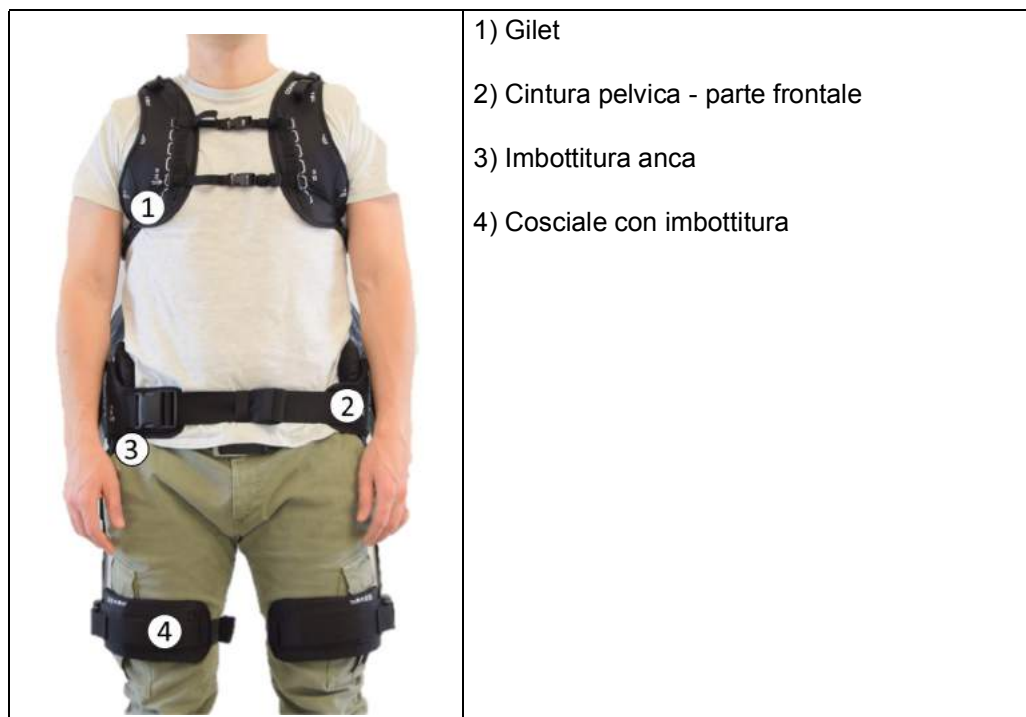 1) Gilet
2) Cintura pelvica - parte frontale
3) Imbottitura anca
4) Cosciale con imbottitura
1
2
3
4